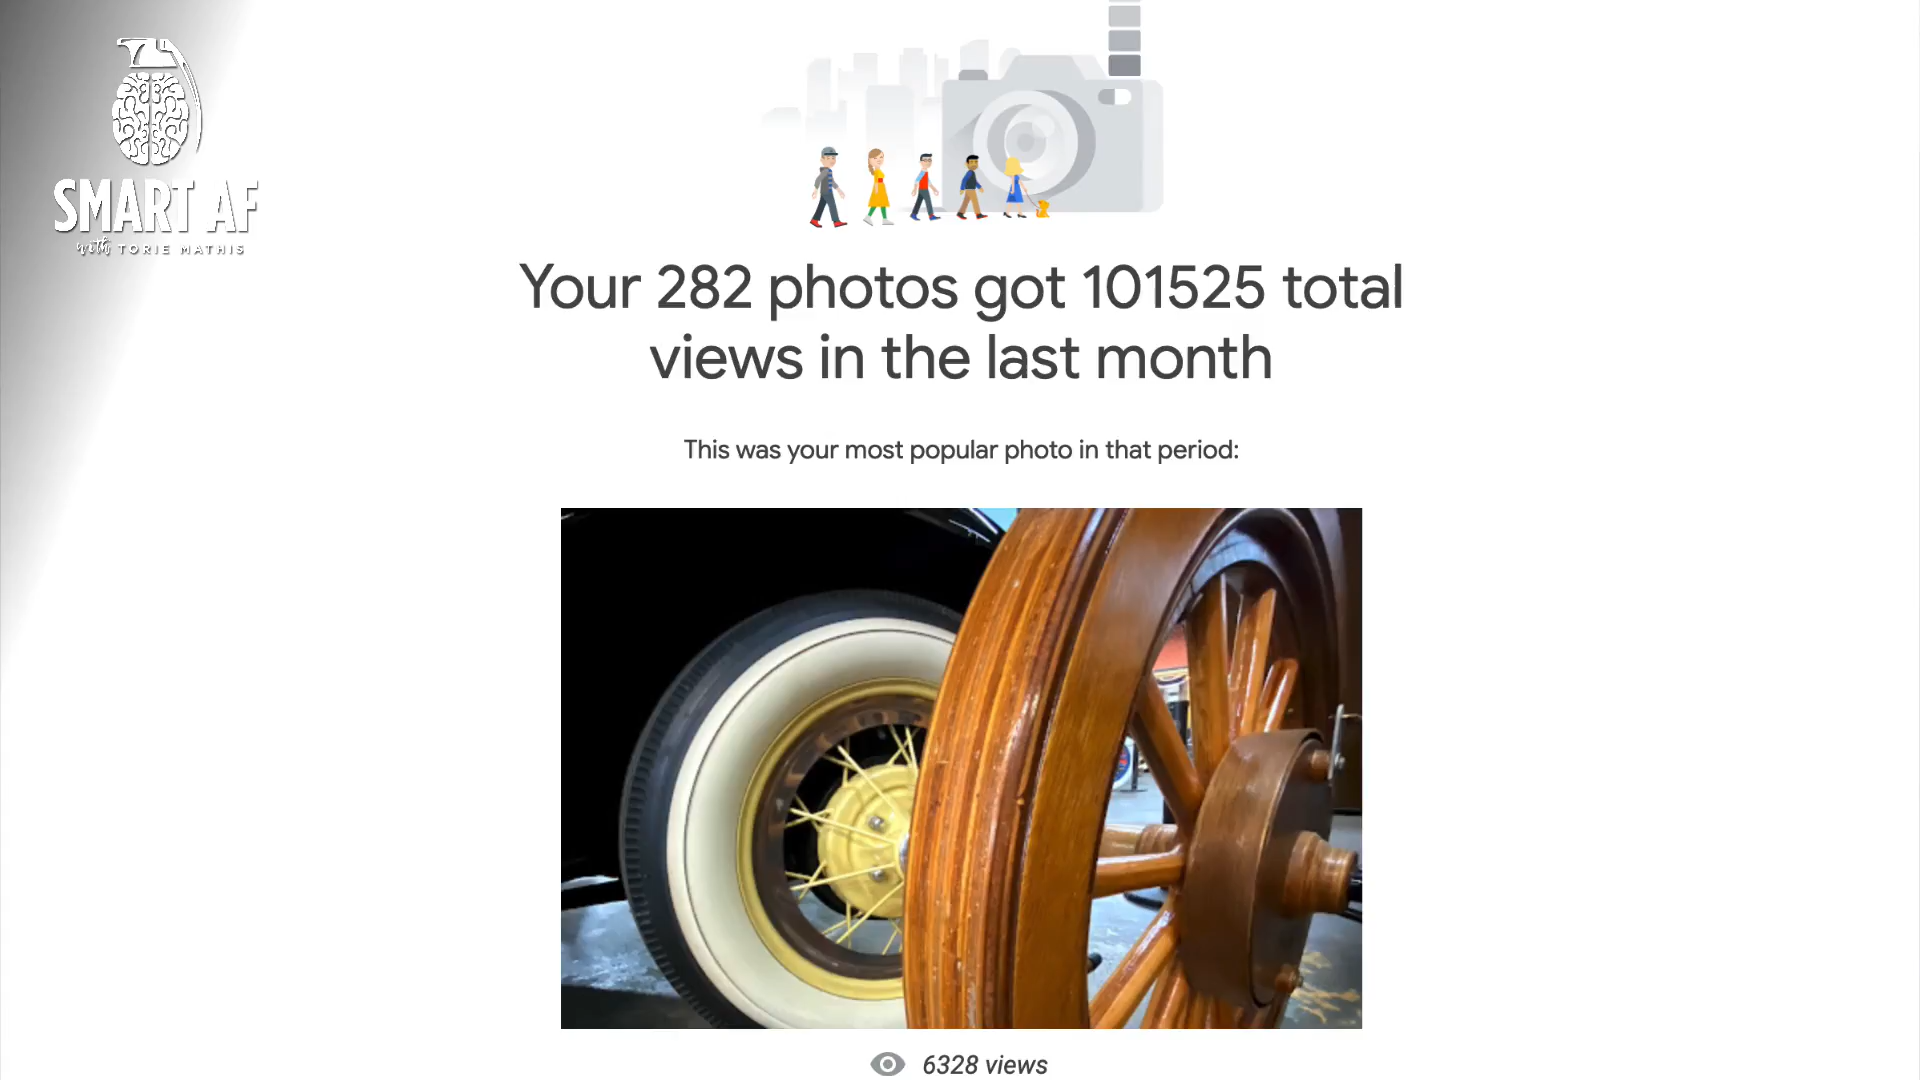 SMART AF
with TORIE MATHIS
Your 282 photos got 101525 total
views in the last month
This was your most popular photo in that period:
6328 views